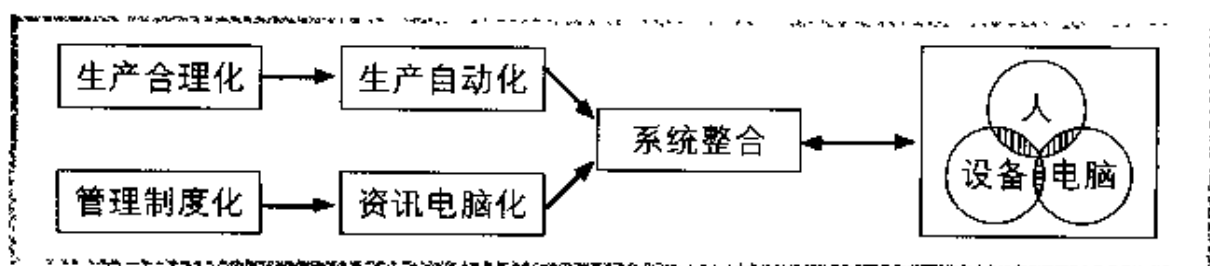 生产合理化
生产自动化
系统整合
人
设备
电脑
管理制度化
资讯电脑化